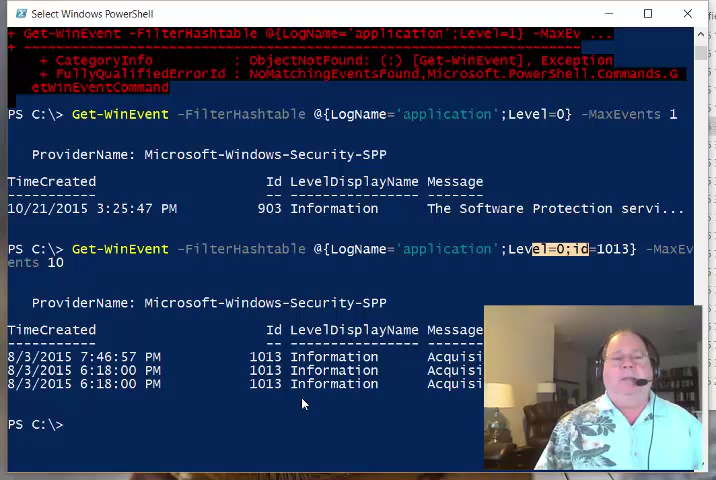 Select Windows PowerShell
+ Get-WinEvent -FilterHashtable @{LogName='application';Level=1} -MaxEv ...
+ ~~~~~~~~~~~~~~~~~~~~~~~~~~~~~~~~~~~~~~~~~~~~~~~~~~~~~~~~~~~~~~~~~
+ CategoryInfo : ObjectNotFound: (:) [Get-WinEvent], Exception
+ FullyQualifiedErrorId : NoMatchingEventsFound,Microsoft.PowerShell.Commands.G
etWinEventCommand
PS C:\> Get-WinEvent -FilterHashtable @{LogName='application';Level=0} -MaxEvents 1
ProviderName: Microsoft-Windows-Security-SPP
TimeCreated Id LevelDisplayName Message
----------- -- ---------------- -------
10/21/2015 3:25:47 PM 903 Information The Software Protection servi...
PS C:\> Get-WinEvent -FilterHashtable @{LogName='application';Level=0;id=1013} -MaxEv
ents 10
ProviderName: Microsoft-Windows-Security-SPP
TimeCreated Id LevelDisplayName Message
----------- -- ---------------- -------
8/3/2015 7:46:57 PM 1013 Information Acquisi
8/3/2015 6:18:00 PM 1013 Information Acquisi
8/3/2015 6:18:00 PM 1013 Information Acquisi
PS C:\>